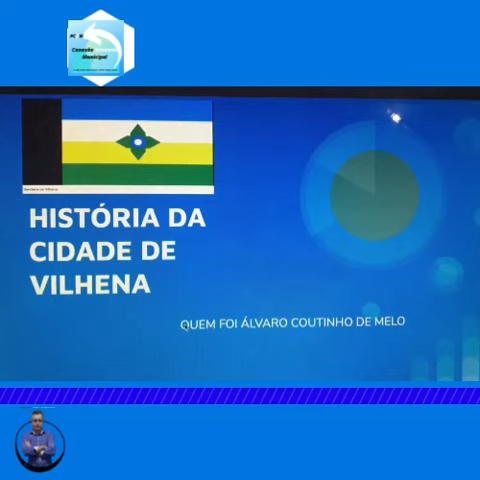 Conexão
Municipal
HISTÓRIA DA
CIDADE DE
VILHENA
QUEM FOI ÁLVARO COUTINHO DE MELO